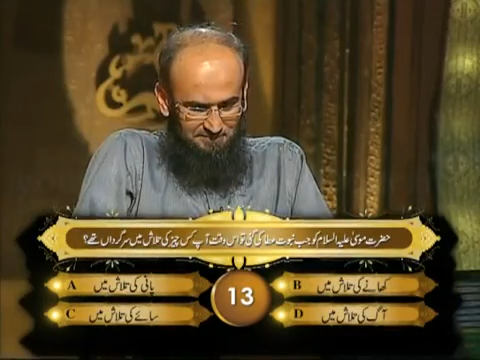 حضرت موسیٰ علیہ السلام کو جب نبوت عطا کی گئی تو اس وقت آپ کس چیز کی تلاش میں سرگرداں تھے؟
A پانی کی تلاش میں
B کھانے کی تلاش میں
13
C سائے کی تلاش میں
D آگ کی تلاش میں